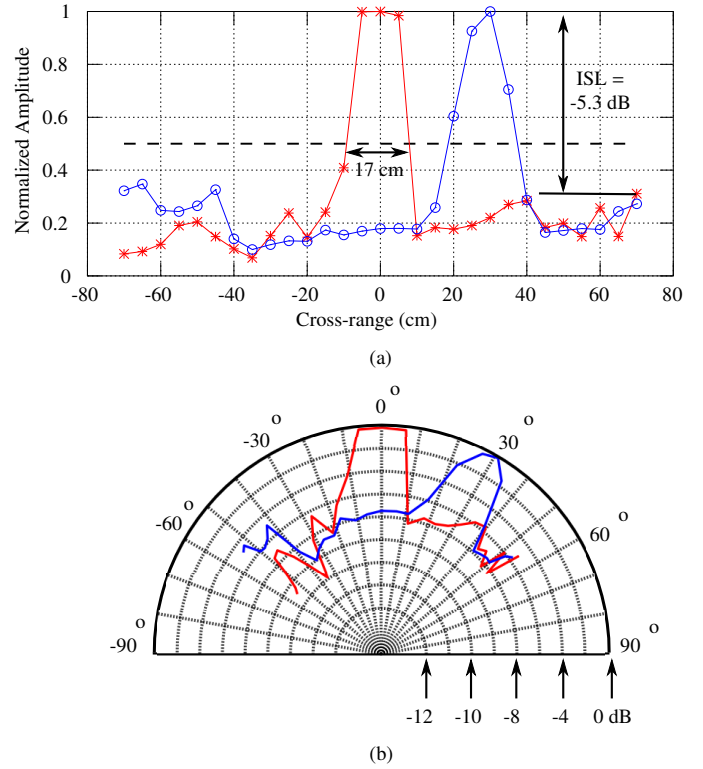 1
0.8
0.6
0.4
0.2
0
Normalized Amplitude
ISL =
-5.3 dB
17 cm
-80 -60 -40 -20 0 20 40 60 80
Cross-range (cm)
(a)
0 o
-30 o
30 o
-60 o
60 o
-90 o
90 o
-12 -10 -8 -4 0 dB
(b)